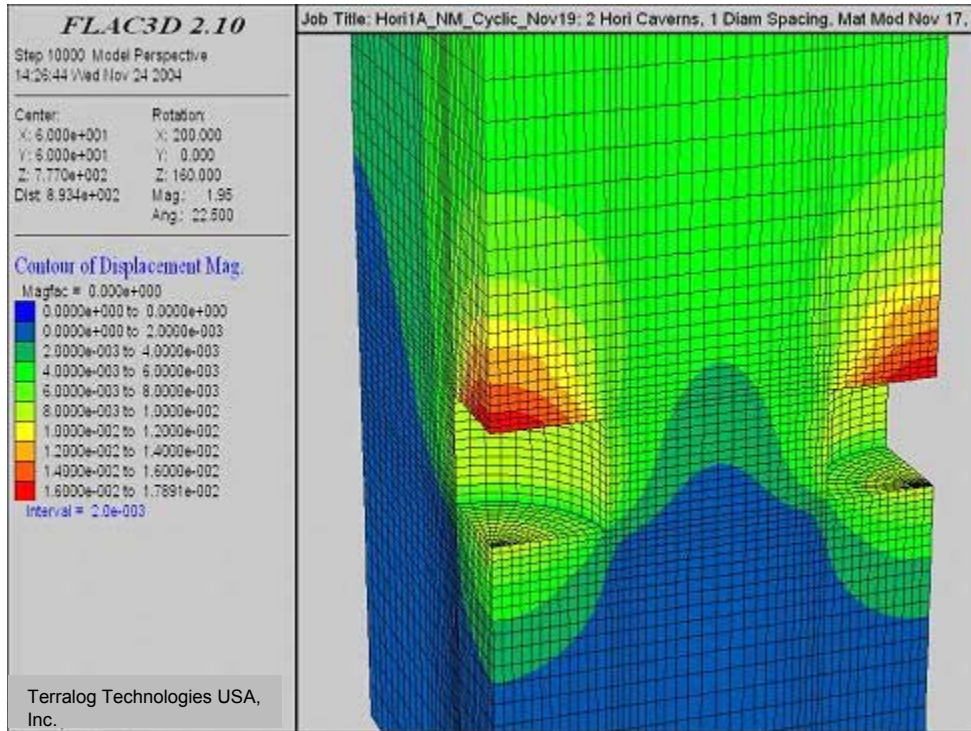 FLAC3D 2.10
Step 10000 Model Perspective
14:26:44 Wed Nov 24 2004
Center:
X: 6.000e+001
Y: 6.000e+001
Z: 7.770e+002
Dist: 8.934e+002
Rotation:
X: 200.000
Y: 0.000
Z: 160.000
Mag.: 1.95
Ang.: 22.500
Contour of Displacement Mag.
Magfac = 0.000e+000
0.0000e+000 to 0.0000e+000
0.0000e+000 to 2.0000e-003
2.0000e-003 to 4.0000e-003
4.0000e-003 to 6.0000e-003
6.0000e-003 to 8.0000e-003
8.0000e-003 to 1.0000e-002
1.0000e-002 to 1.2000e-002
1.2000e-002 to 1.4000e-002
1.4000e-002 to 1.6000e-002
1.6000e-002 to 1.7891e-002
Interval = 2.0e-003
Terralog Technologies USA,
Inc.
Job Title: Hori1A_NM_Cyclic_Nov19: 2 Hori Caverns, 1 Diam Spacing, Mat Mod Nov 17,